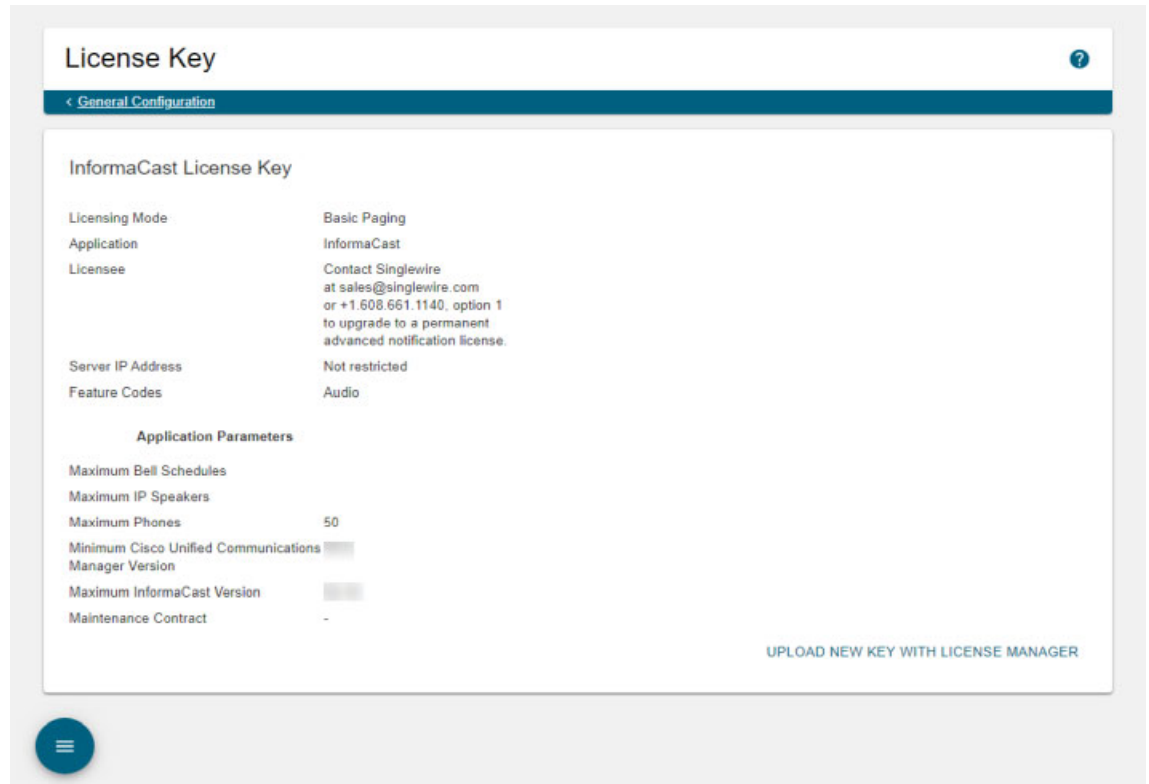 License Key
?
< General Configuration
InformaCast License Key
Licensing Mode Basic Paging
Application InformaCast
Licensee Contact Singlewire
at sales@singlewire.com
or +1.608.661.1140, option 1
to upgrade to a permanent
advanced notification license.
Server IP Address Not restricted
Feature Codes Audio
Application Parameters
Maximum Bell Schedules
Maximum IP Speakers
Maximum Phones 50
Minimum Cisco Unified Communications
Manager Version
Maximum InformaCast Version
Maintenance Contract -
UPLOAD NEW KEY WITH LICENSE MANAGER